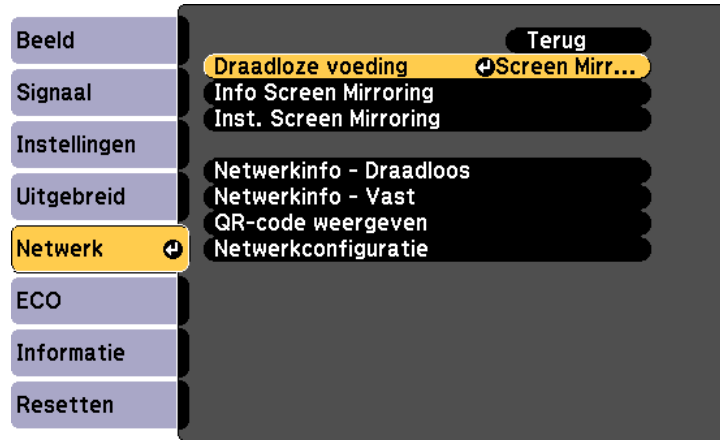 Beeld
Signaal
Instellingen
Uitgebreid
Netwerk
ECO
Informatie
Resetten
Terug
Draadloze voeding Screen Mirr...
Info Screen Mirroring
Inst. Screen Mirroring
Netwerkinfo - Draadloos
Netwerkinfo - Vast
QR-code weergeven
Netwerkconfiguratie